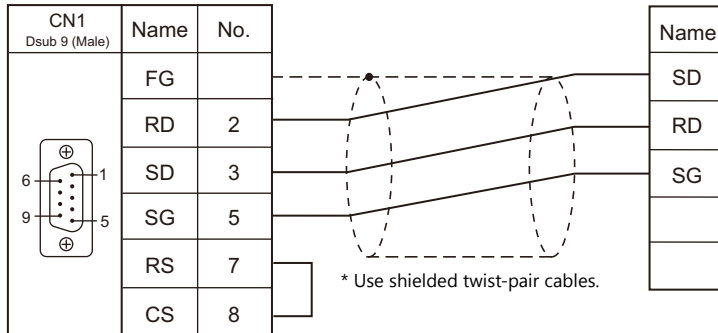 CN1
Dsub 9 (Male)
Name
No.
Name
FG
SD
RD
2
RD
SD
3
SG
SG
5
RS
7
CS
8
6
1
9
5
* Use shielded twist-pair cables.